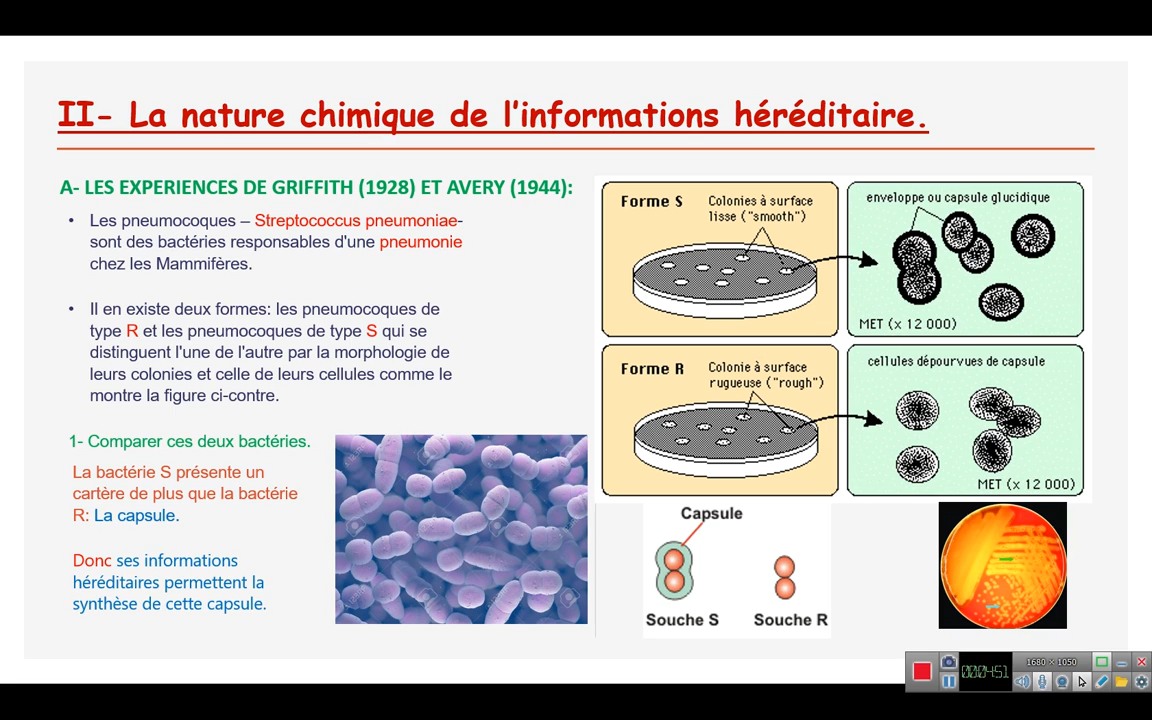 II- La nature chimique de l'informations héréditaire.
A- LES EXPERIENCES DE GRIFFITH (1928) ET AVERY (1944):
• Les pneumocoques – Streptococcus pneumoniae-
sont des bactéries responsables d'une pneumonie
chez les Mammifères.
• Il en existe deux formes: les pneumocoques de
type R et les pneumocoques de type S qui se
distinguent l'une de l'autre par la morphologie de
leurs colonies et celle de leurs cellules comme le
montre la figure ci-contre.
1- Comparer ces deux bactéries.
La bactérie S présente un
cartère de plus que la bactérie
R: La capsule.
Donc ses informations
héréditaires permettent la
synthèse de cette capsule.
Forme S
Colonies à surface
lisse ("smooth")
enveloppe ou capsule glucidique
MET (x 12 000)
Forme R
Colonie à surface
rugueuse ("rough")
cellules dépourvues de capsule
MET (x 12 000)
Capsule
Souche S
Souche R
1680 × 1050
000:04:51